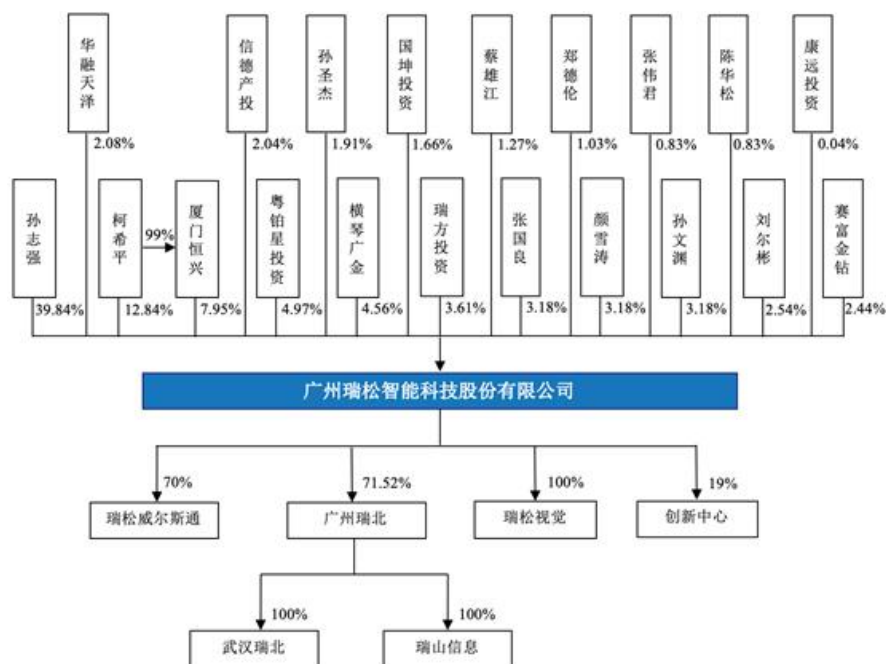 华融天泽
信德产投
孙圣杰
国坤投资
蔡雄江
郑德伦
张伟君
陈华松
康远投资
2.08%
2.04%
1.91%
1.66%
1.27%
1.03%
0.83%
0.83%
0.04%
孙志强
柯希平
99%
厦门恒兴
粤铂星投资
横琴广金
瑞方投资
张国良
颜雪涛
孙文渊
刘尔彬
赛富金钻
39.84%
12.84%
7.95%
4.97%
4.56%
3.61%
3.18%
3.18%
3.18%
2.54%
2.44%
广州瑞松智能科技股份有限公司
70%
71.52%
100%
19%
瑞松威尔斯通
广州瑞北
瑞松视觉
创新中心
100%
100%
武汉瑞北
瑞山信息